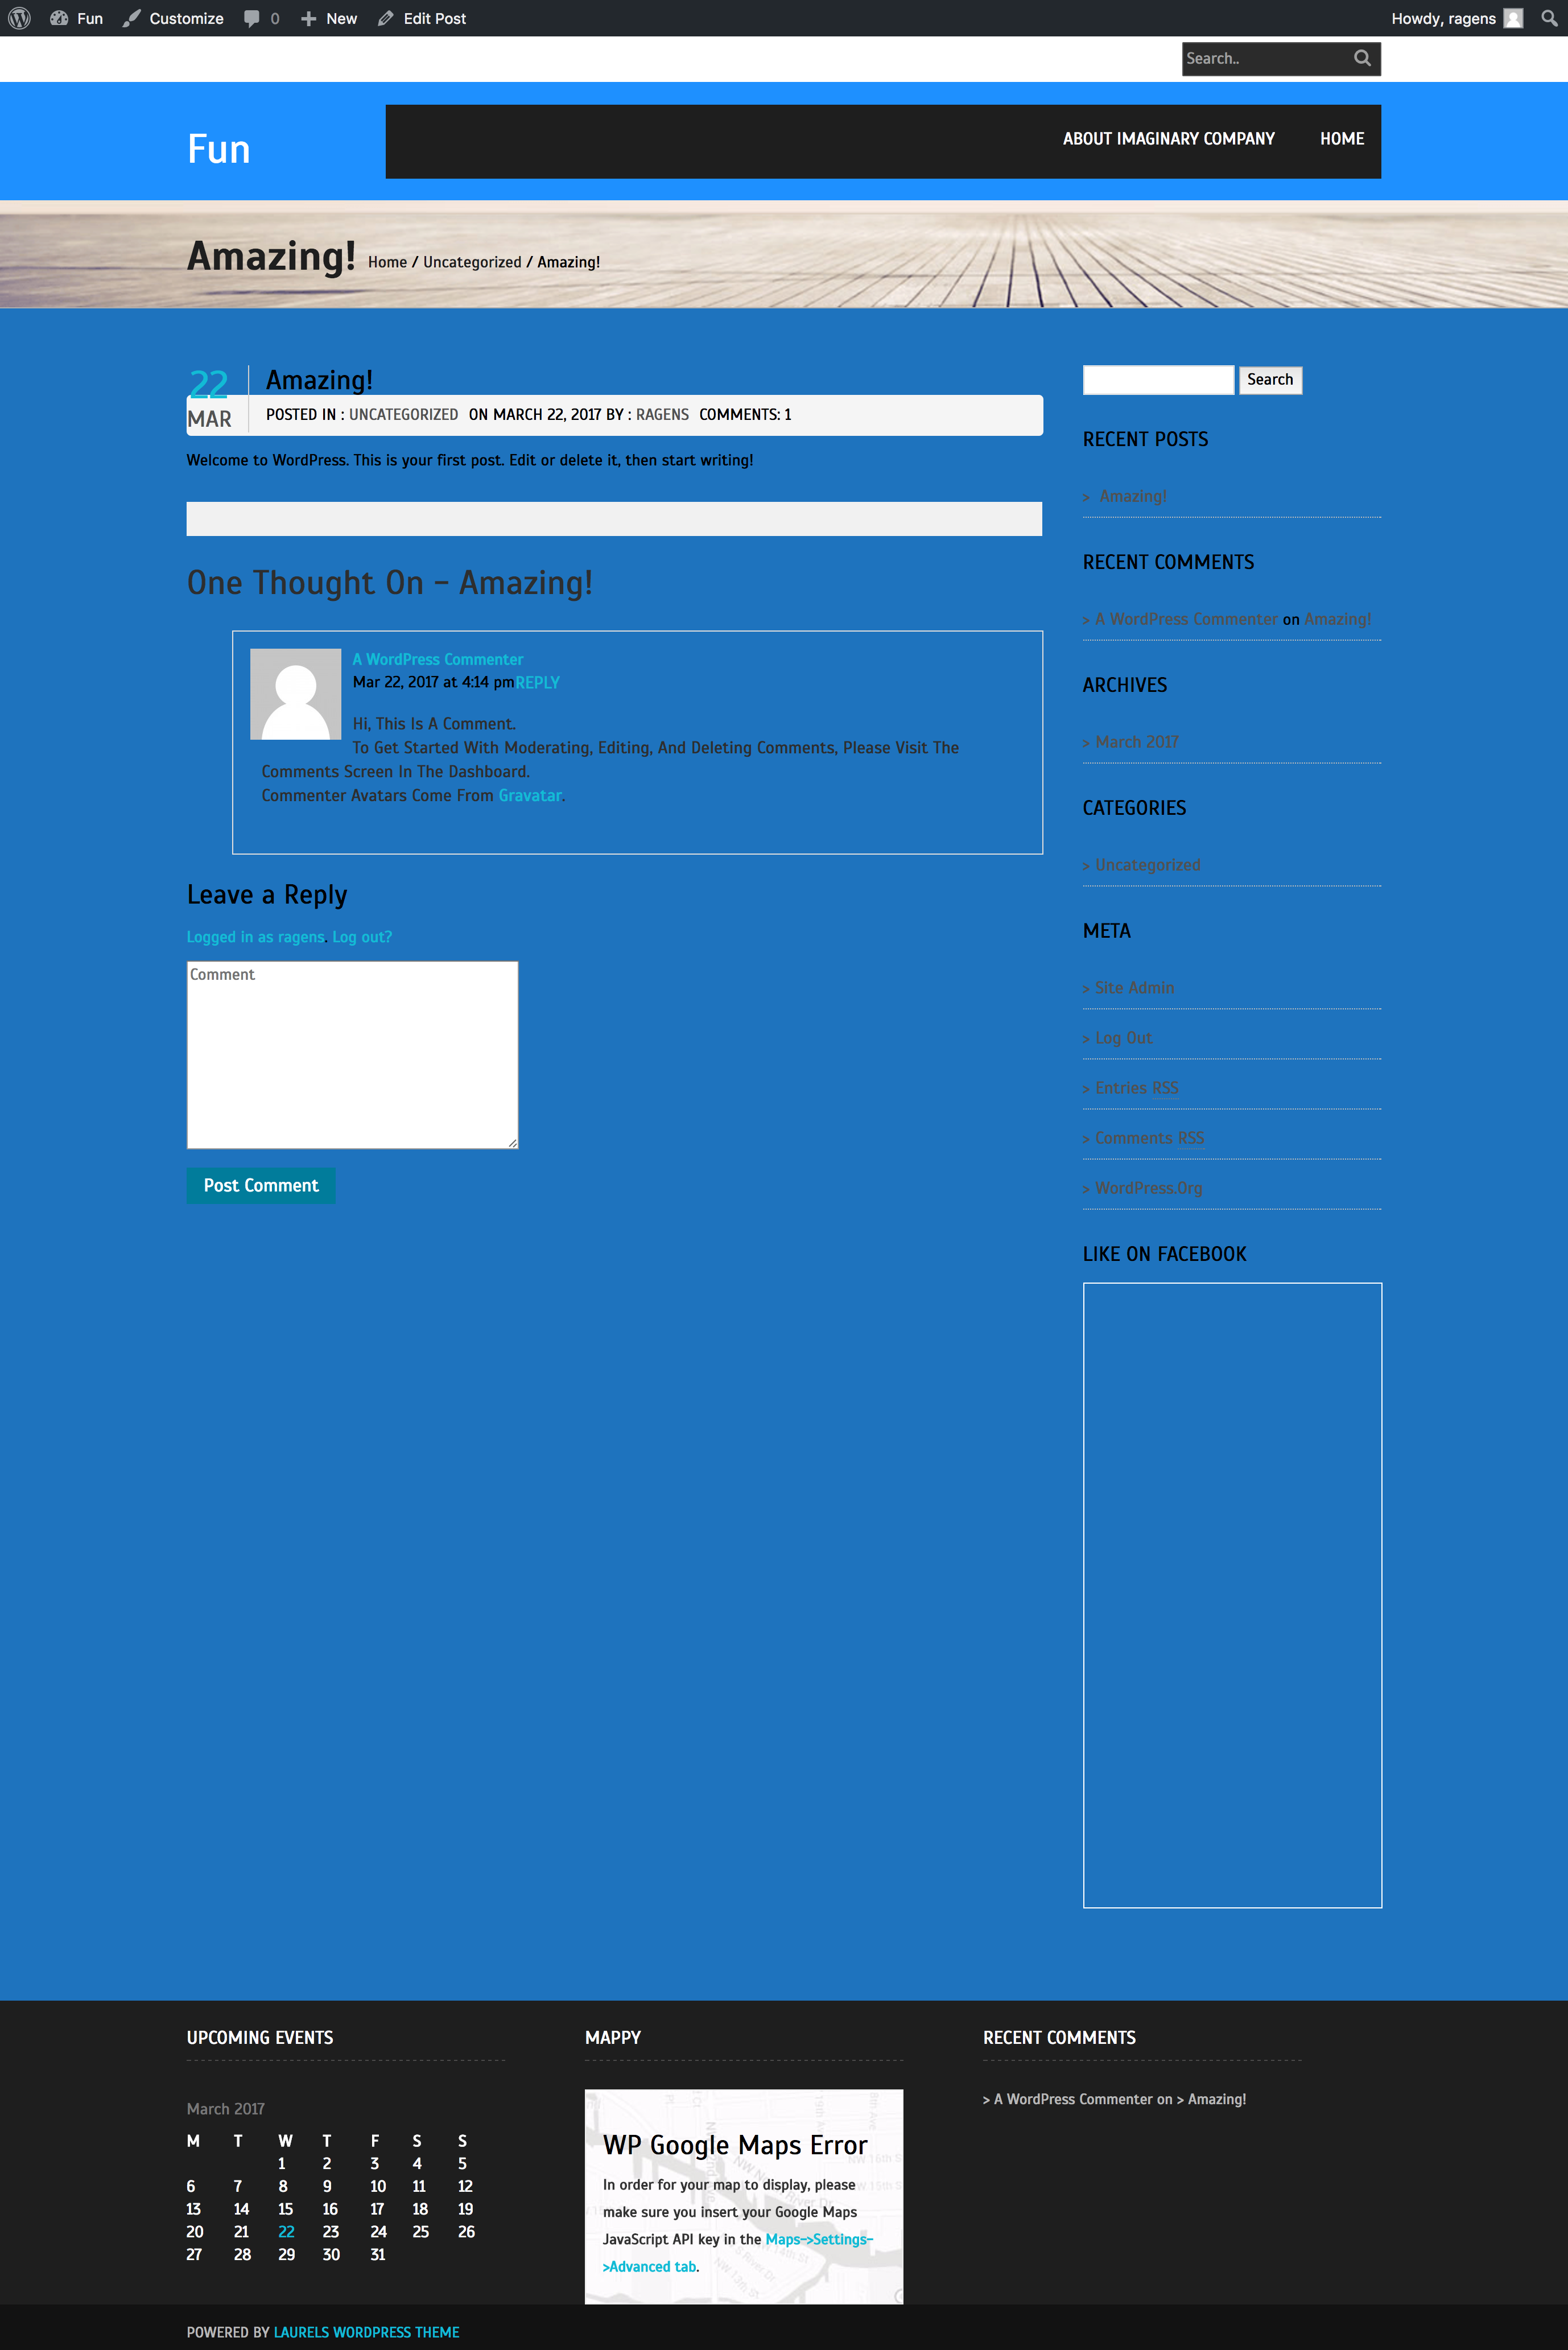 Fun Customize 0 New Edit Post Howdy, ragens
Search..
Fun
ABOUT IMAGINARY COMPANY HOME
Amazing! Home / Uncategorized / Amazing!
22
MAR
Amazing!
POSTED IN : UNCATEGORIZED ON MARCH 22, 2017 BY : RAGENS COMMENTS: 1
Welcome to WordPress. This is your first post. Edit or delete it, then start writing!
One Thought On – Amazing!
A WordPress Commenter
Mar 22, 2017 at 4:14 pmREPLY
Hi, This Is A Comment.
To Get Started With Moderating, Editing, And Deleting Comments, Please Visit The
Comments Screen In The Dashboard.
Commenter Avatars Come From Gravatar.
Leave a Reply
Logged in as ragens. Log out?
Comment
Post Comment
Search
RECENT POSTS
> Amazing!
RECENT COMMENTS
> A WordPress Commenter on Amazing!
ARCHIVES
> March 2017
CATEGORIES
> Uncategorized
META
> Site Admin
> Log Out
> Entries RSS
> Comments RSS
> WordPress.Org
LIKE ON FACEBOOK
UPCOMING EVENTS
March 2017
M T W T F S S
1 2 3 4 5
6 7 8 9 10 11 12
13 14 15 16 17 18 19
20 21 22 23 24 25 26
27 28 29 30 31
MAPPY
WP Google Maps Error
In order for your map to display, please
make sure you insert your Google Maps
JavaScript API key in the Maps->Settings-
>Advanced tab.
RECENT COMMENTS
> A WordPress Commenter on > Amazing!
POWERED BY LAURELS WORDPRESS THEME